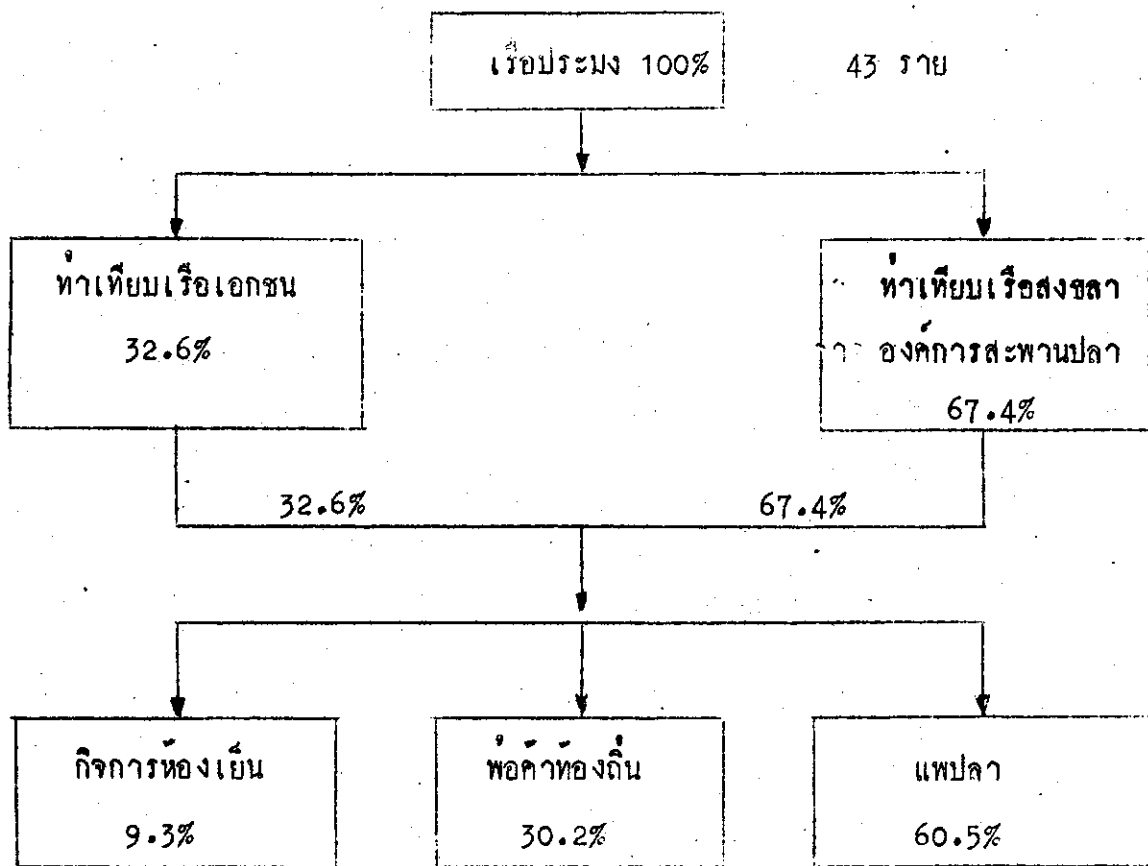 เรือประมง 100% 43 ราย
ท่าเทียบเรือเอกชน
32.6%
ท่าเทียบเรือสงขลา
องค์การสะพานปลา
67.4%
32.6% 67.4%
กิจการห้องเย็น
9.3%
พ่อค้าท้องถิ่น
30.2%
แพปลา
60.5%